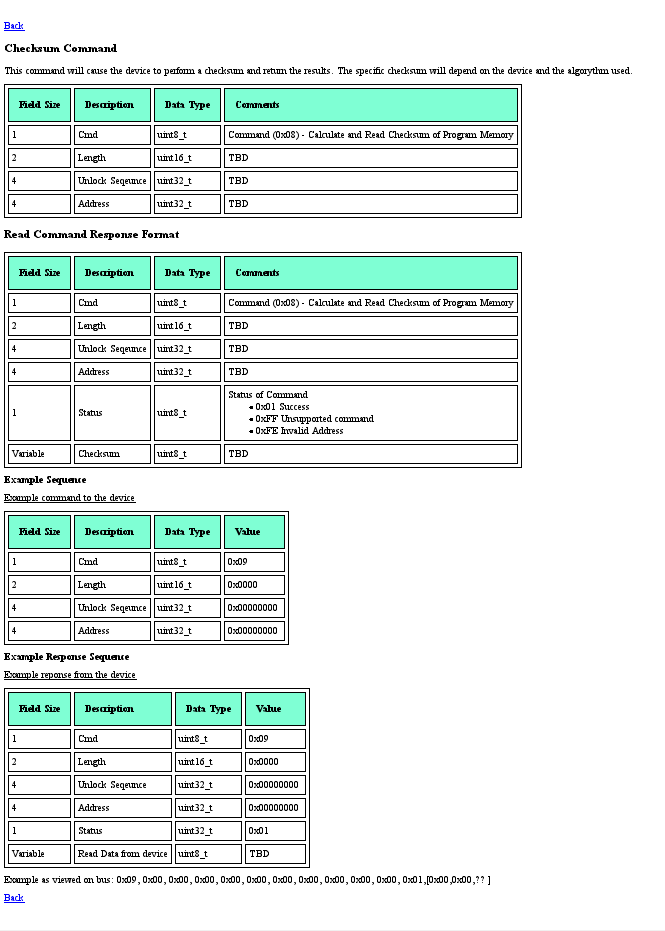 Back
Checksum Command
This command will cause the device to perform a checksum and return the results. The specific checksum will depend on the device and the algorythm used.
Field Size Description Data Type Comments
1 Cmd uint8_t Command (0x08) - Calculate and Read Checksum of Program Memory
2 Length uint16_t TBD
4 Unlock Seqeunce uint32_t TBD
4 Address uint32_t TBD
Read Command Response Format
Field Size Description Data Type Comments
1 Cmd uint8_t Command (0x08) - Calculate and Read Checksum of Program Memory
2 Length uint16_t TBD
4 Unlock Seqeunce uint32_t TBD
4 Address uint32_t TBD
1 Status uint8_t Status of Command
• 0x01 Success
• 0xFF Unsupported command
• 0xFE Invalid Address
Variable Checksum uint8_t TBD
Example Sequence
Example command to the device
Field Size Description Data Type Value
1 Cmd uint8_t 0x09
2 Length uint16_t 0x0000
4 Unlock Seqeunce uint32_t 0x00000000
4 Address uint32_t 0x00000000
Example Response Sequence
Example reponse from the device
Field Size Description Data Type Value
1 Cmd uint8_t 0x09
2 Length uint16_t 0x0000
4 Unlock Seqeunce uint32_t 0x00000000
4 Address uint32_t 0x00000000
1 Status uint32_t 0x01
Variable Read Data from device uint8_t TBD
Example as viewed on bus: 0x09, 0x00, 0x00, 0x00, 0x00, 0x00, 0x00, 0x00, 0x00, 0x00, 0x00, 0x01,[0x00,0x00,?? ]
Back